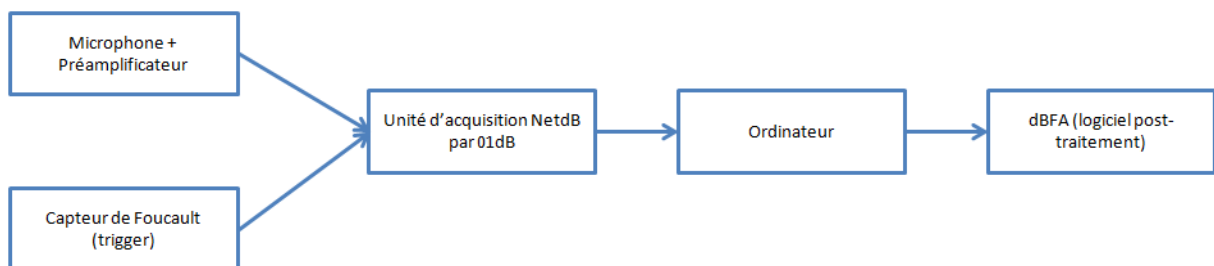 Microphone +
Préamplificateur
Unité d'acquisition NetdB
par 01dB
Ordinateur
dBFA (logiciel post-
traitement)
Capteur de Foucault
(trigger)